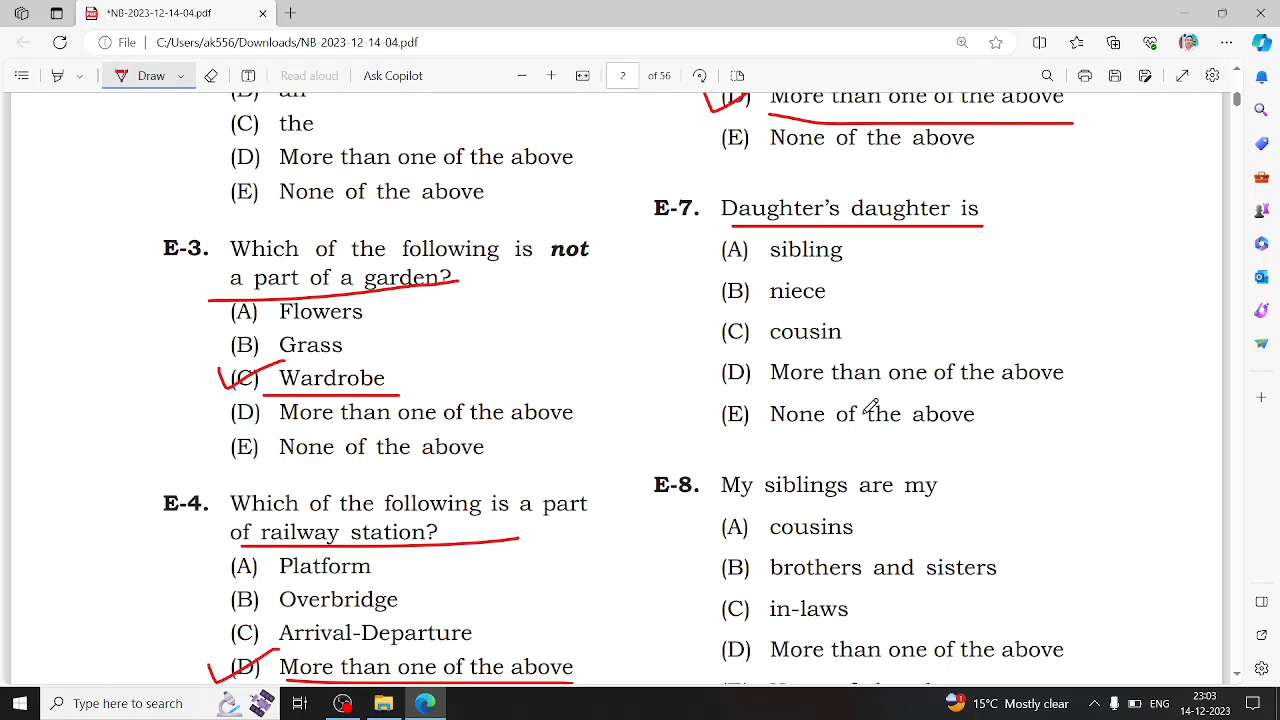 *NB-2023-12-14-04.pdf
File
C:/Users/ak556/Downloads/NB-2023-12-14-04.pdf
Draw
Read aloud
Ask Copilot
2
of 56
(B) an
(C) the
(D) More than one of the above
(E) None of the above
E-3. Which of the following is not
a part of a garden?
(A) Flowers
(B) Grass
(C) Wardrobe
(D) More than one of the above
(E) None of the above
E-4. Which of the following is a part
of railway station?
(A) Platform
(B) Overbridge
(C) Arrival-Departure
(D) More than one of the above
(D) More than one of the above
(E) None of the above
E-7. Daughter's daughter is
(A) sibling
(B) niece
(C) cousin
(D) More than one of the above
(E) None of the above
E-8. My siblings are my
(A) cousins
(B) brothers and sisters
(C) in-laws
(D) More than one of the above
Type here to search
1
15°C Mostly clear
ENG
23:03
14-12-2023